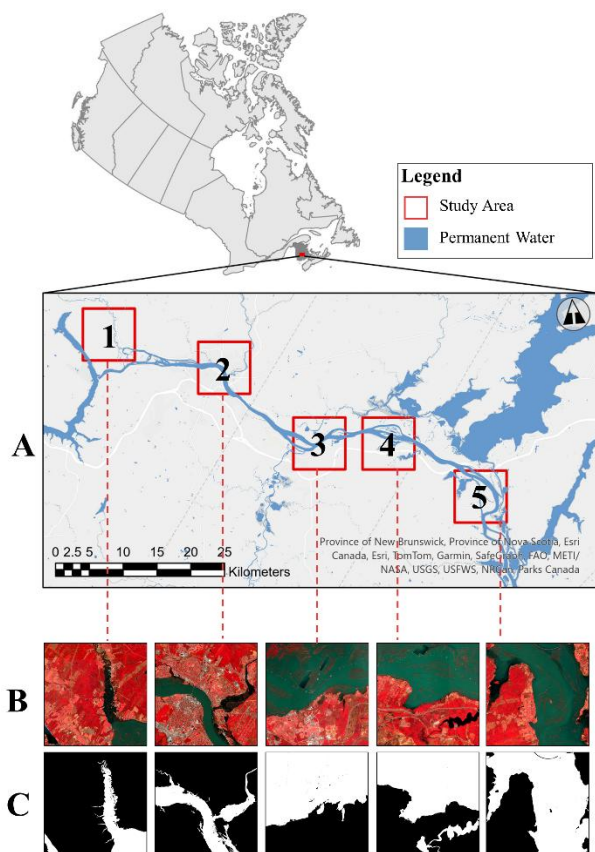 Legend
Study Area
Permanent Water
1
2
3
4
5
A
Province of New Brunswick, Province of Nova Scotia, Esri
Canada, Esri, TomTom, Garmin, SafeGraph, FAO, METI/
NASA, USGS, USFWS, NRCan, Parks Canada
0 2.5 5 10 15 20 25
Kilometers
B
C